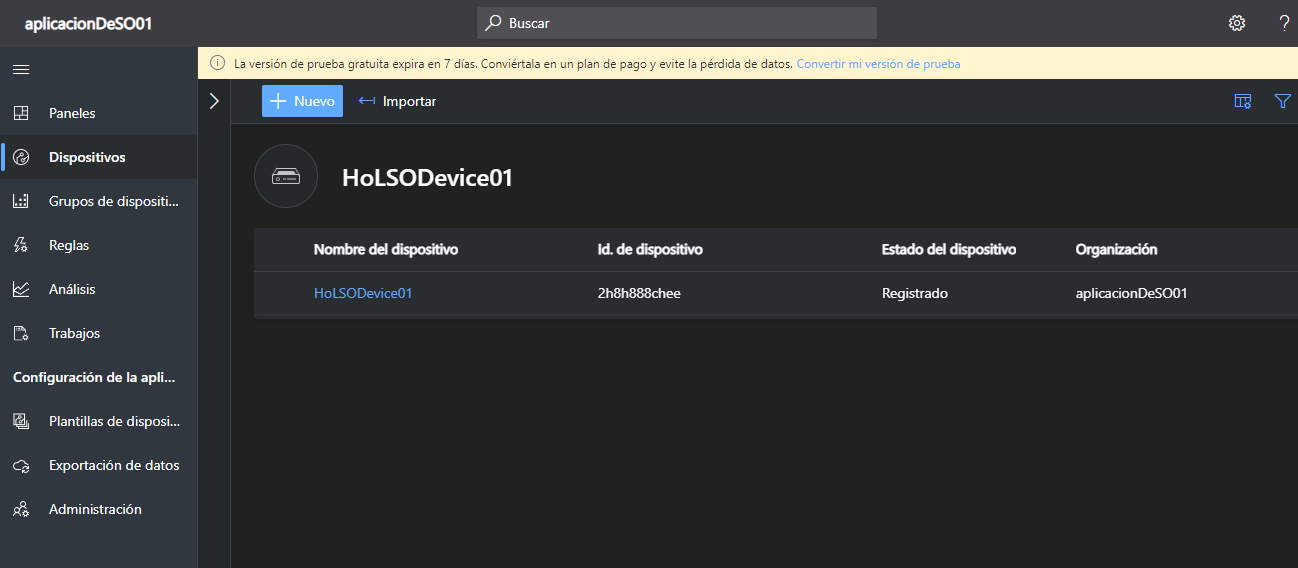 aplicacionDeSO01
Buscar
?
La versión de prueba gratuita expira en 7 días. Conviértala en un plan de pago y evite la pérdida de datos. Convertir mi versión de prueba
Nuevo
Importar
Paneles
Dispositivos
Grupos de dispositi...
Reglas
Análisis
Trabajos
Configuración de la apli...
Plantillas de disposi...
Exportación de datos
Administración
HoLSODevice01
Nombre del dispositivo Id. de dispositivo Estado del dispositivo Organización
HoLSODevice01 2h8h888chee Registrado aplicacionDeSO01